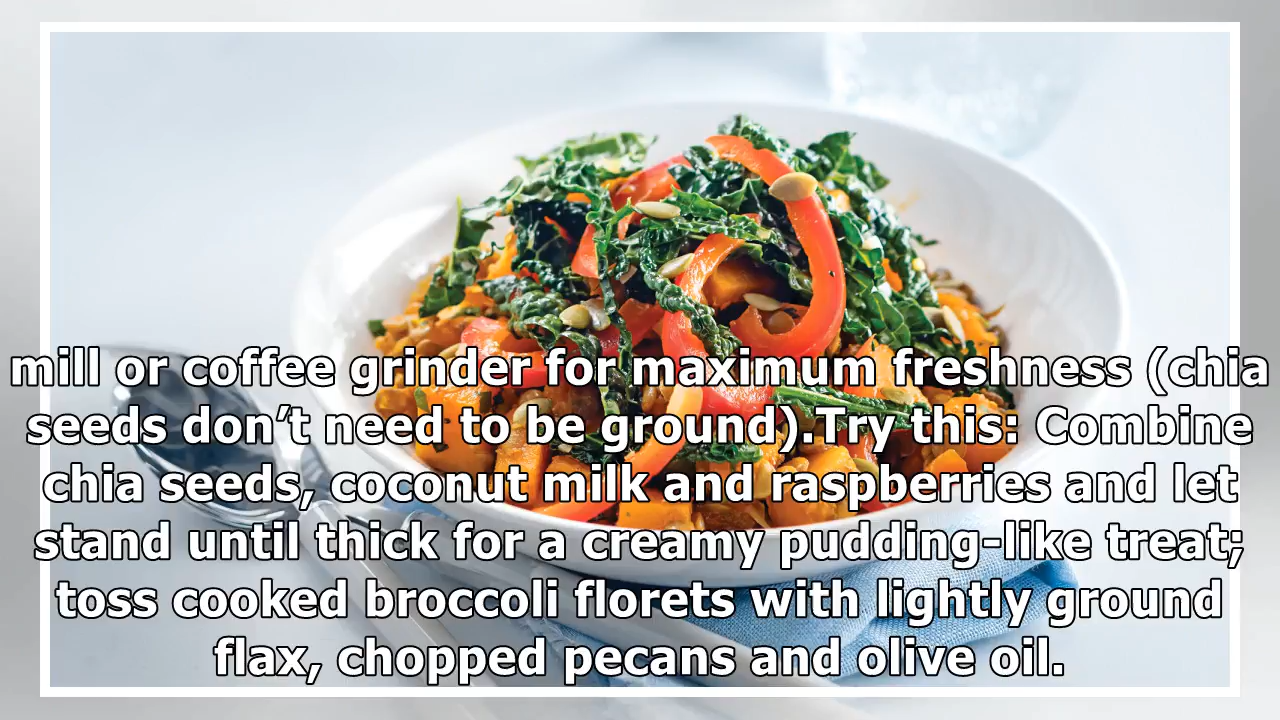 mill or coffee grinder for maximum freshness (chia
seeds don’t need to be ground).Try this: Combine
chia seeds, coconut milk and raspberries and let
stand until thick for a creamy pudding-like treat;
toss cooked broccoli florets with lightly ground
flax, chopped pecans and olive oil.